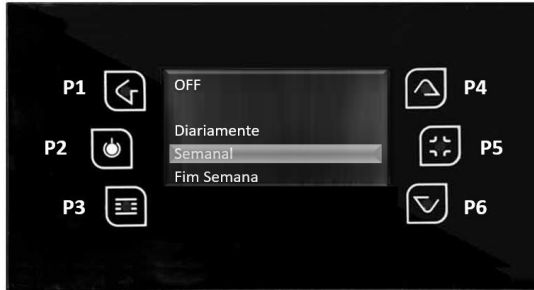 P1
OFF
P4
Diariamente
P2
Semanal
P5
Fim Semana
P3
P6